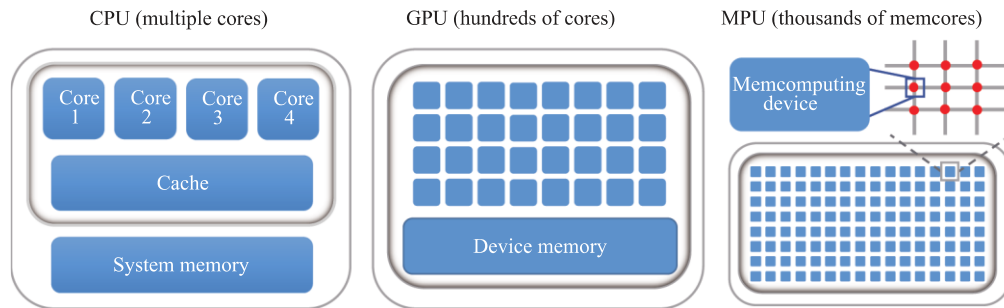 CPU (multiple cores)
GPU (hundreds of cores)
MPU (thousands of memcores)
Core
1
Core
2
Core
3
Core
4
Cache
System memory
Device memory
Memcomputing
device